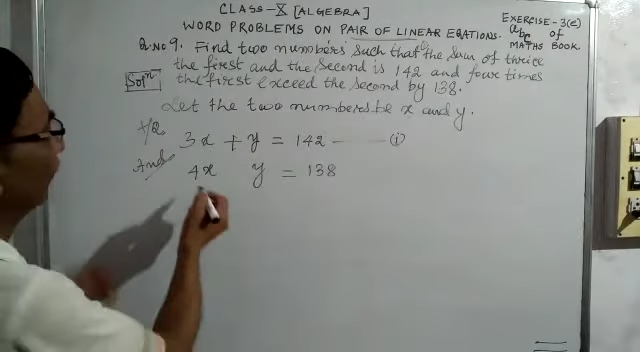 CLASS-X [ALGEBRA]
WORD PROBLEMS ON PAIR OF LINEAR EQATIONS.
EXERCISE-3(E)
of
MATHS BOOK.
Q.No 9. Find two numbers such that the sum of thrice
the first and the second is 142 and four times
the first exceed the second by 138.
Soln
Let the two numbers be x and y.
3x + y = 142 ——— (i)
And
4x y = 138